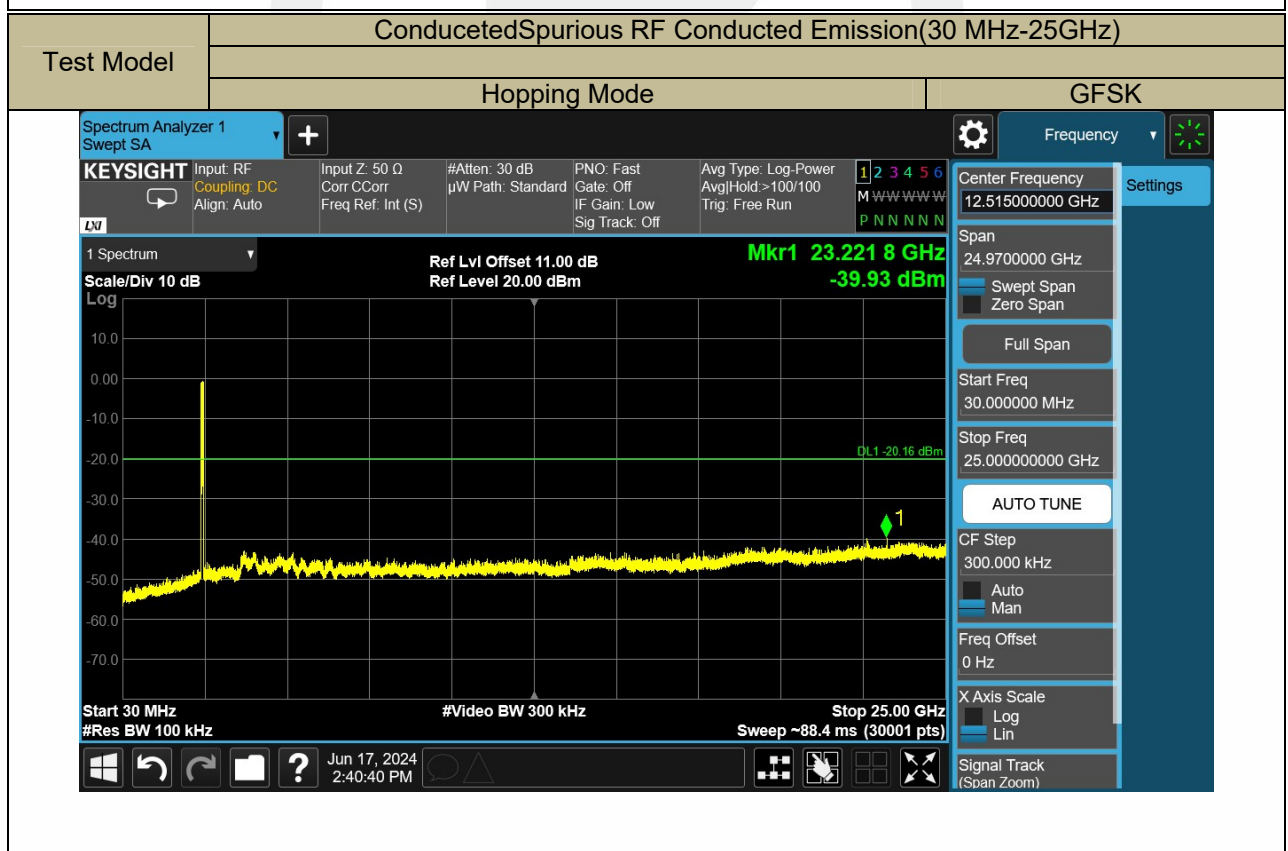 ConducetedSpurious RF Conducted Emission(30 MHz-25GHz)
Test Model
Hopping Mode GFSK
Spectrum Analyzer 1
Swept SA
+
Frequency
KEYSIGHT Input: RF Input Z: 50 Ω #Atten: 30 dB PNO: Fast Avg Type: Log-Power 1 2 3 4 5 6
Coupling: DC Corr CCorr µW Path: Standard Gate: Off Avg|Hold:>100/100 M W W W W W
Align: Auto Freq Ref: Int (S) IF Gain: Low Trig: Free Run
LXI Sig Track: Off P N N N N N
1 Spectrum Ref Lvl Offset 11.00 dB Mkr1 23.221 8 GHz
Scale/Div 10 dB Ref Level 20.00 dBm -39.93 dBm
Log
10.0
0.00
-10.0
DL1 -20.16 dBm
-20.0
-30.0
1
-40.0
-50.0
-60.0
-70.0
Start 30 MHz #Video BW 300 kHz Stop 25.00 GHz
#Res BW 100 kHz Sweep ~88.4 ms (30001 pts)
Center Frequency
12.515000000 GHz
Settings
Span
24.9700000 GHz
Swept Span
Zero Span
Full Span
Start Freq
30.000000 MHz
Stop Freq
25.000000000 GHz
AUTO TUNE
CF Step
300.000 kHz
Auto
Man
Freq Offset
0 Hz
X Axis Scale
Log
Lin
Signal Track
(Span Zoom)
?
Jun 17, 2024
2:40:40 PM